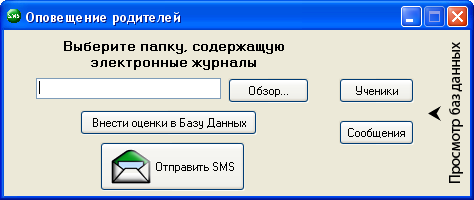 SMS
Оповещение родителей
Выберите папку, содержащую
электронные журналы
Обзор...
Внести оценки в Базу Данных
Отправить SMS
Ученики
Сообщения
Просмотр баз данных